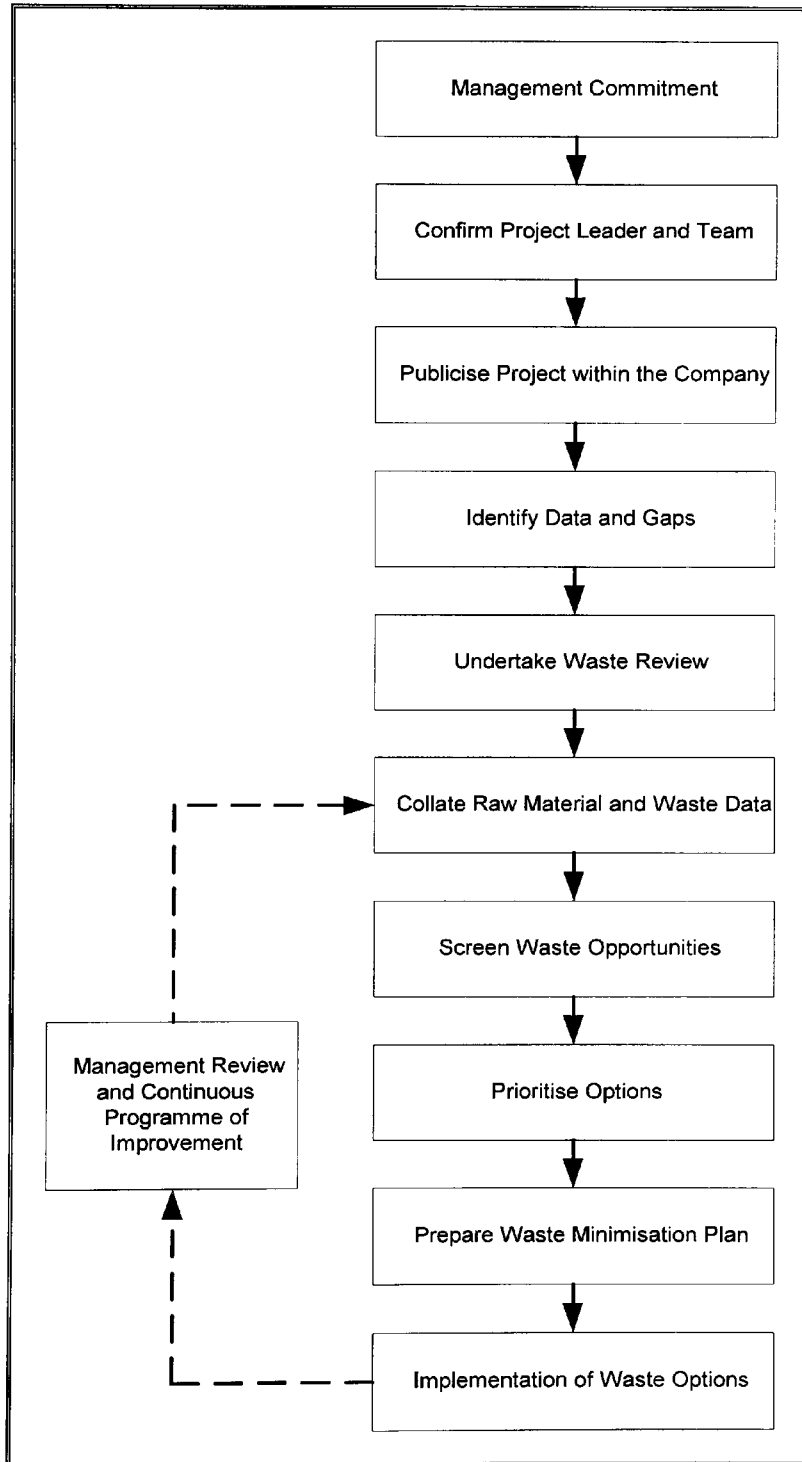 Management Commitment
Confirm Project Leader and Team
Publicise Project within the Company
Identify Data and Gaps
Undertake Waste Review
Collate Raw Material and Waste Data
Screen Waste Opportunities
Management Review
and Continuous
Programme of
Improvement
Prioritise Options
Prepare Waste Minimisation Plan
Implementation of Waste Options